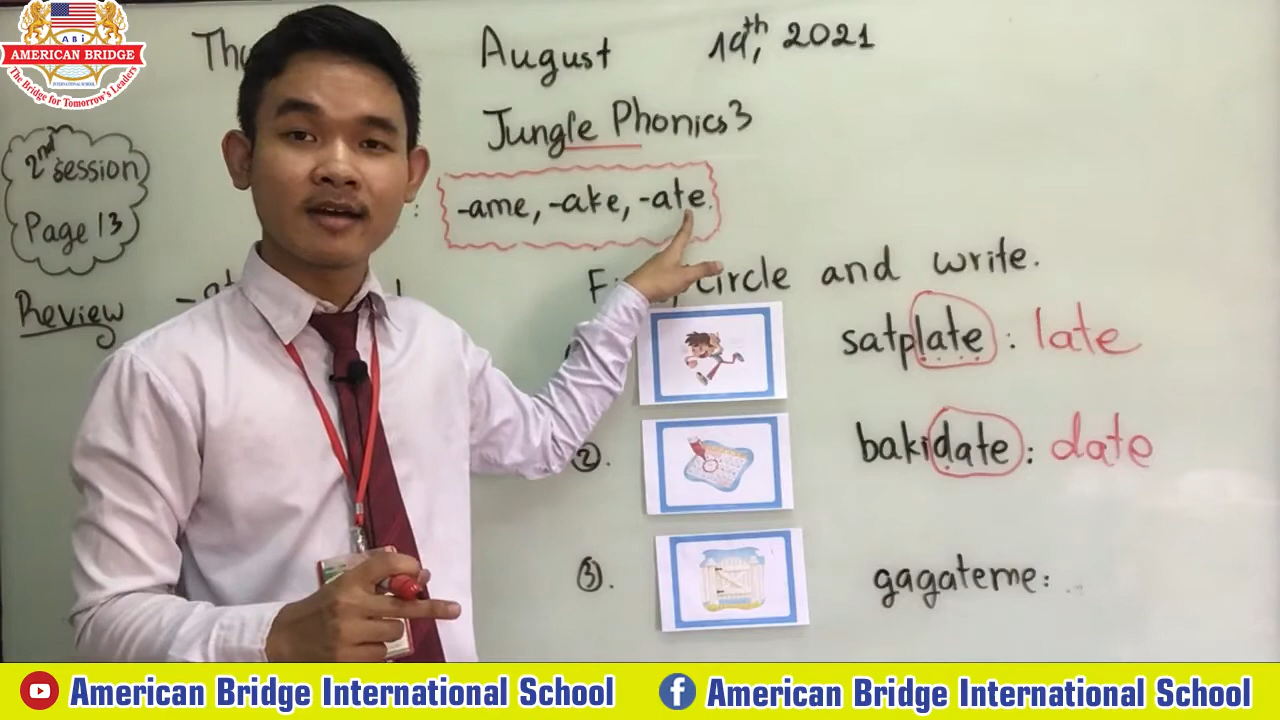 ABi
AMERICAN BRIDGE
INTERNATIONAL SCHOOL
The Bridge for Tomorrow's Leaders
August 19th, 2021
Jungle Phonics 3
2nd session
Page 13
: -ame, -ake, -ate.
Review
circle and write.
satplate: late
2. bakidate: date
3. gagateme:
American Bridge International School
American Bridge International School